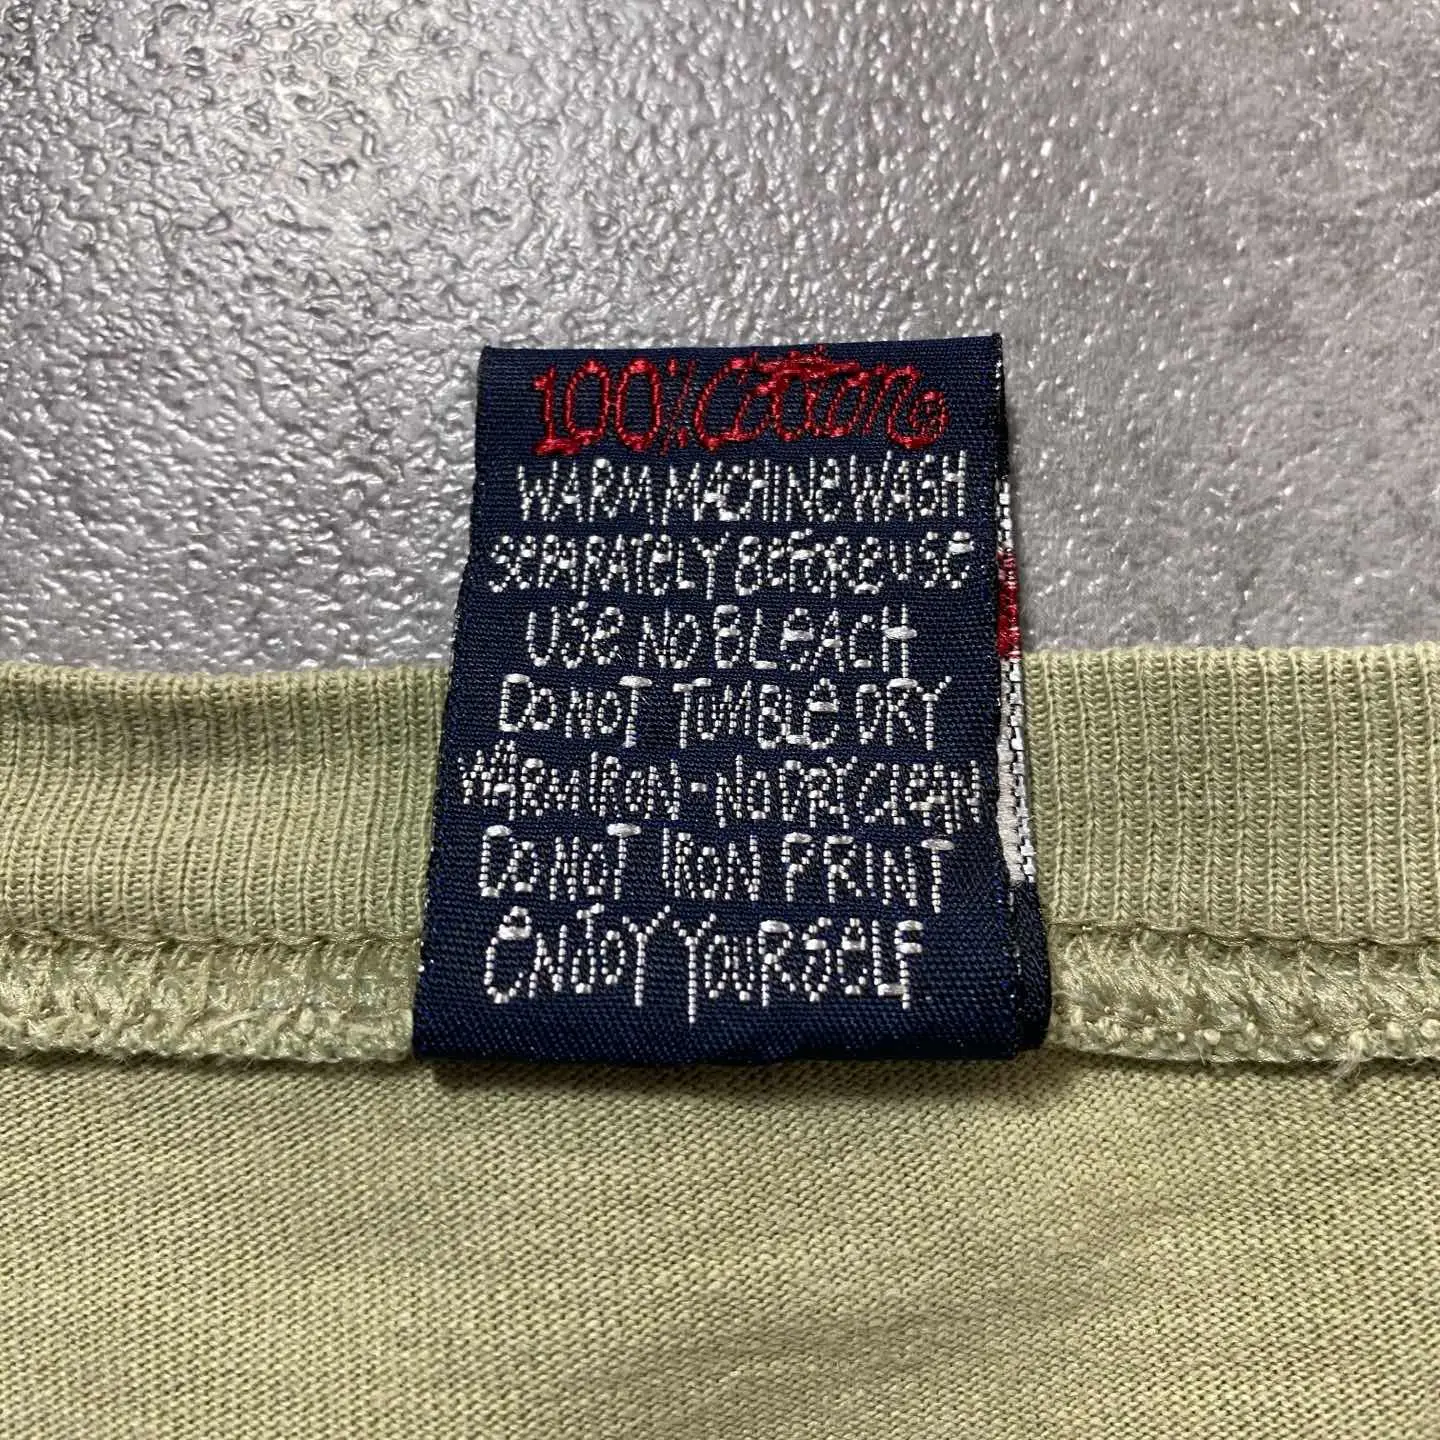 100% Cotton®
WARM MACHINE WASH
SEPARATELY BEFORE USE
USE NO BLEACH
DO NOT TUMBLE DRY
WARM IRON - NO DRY CLEAN
DO NOT IRON PRINT
ENJOY YOURSELF